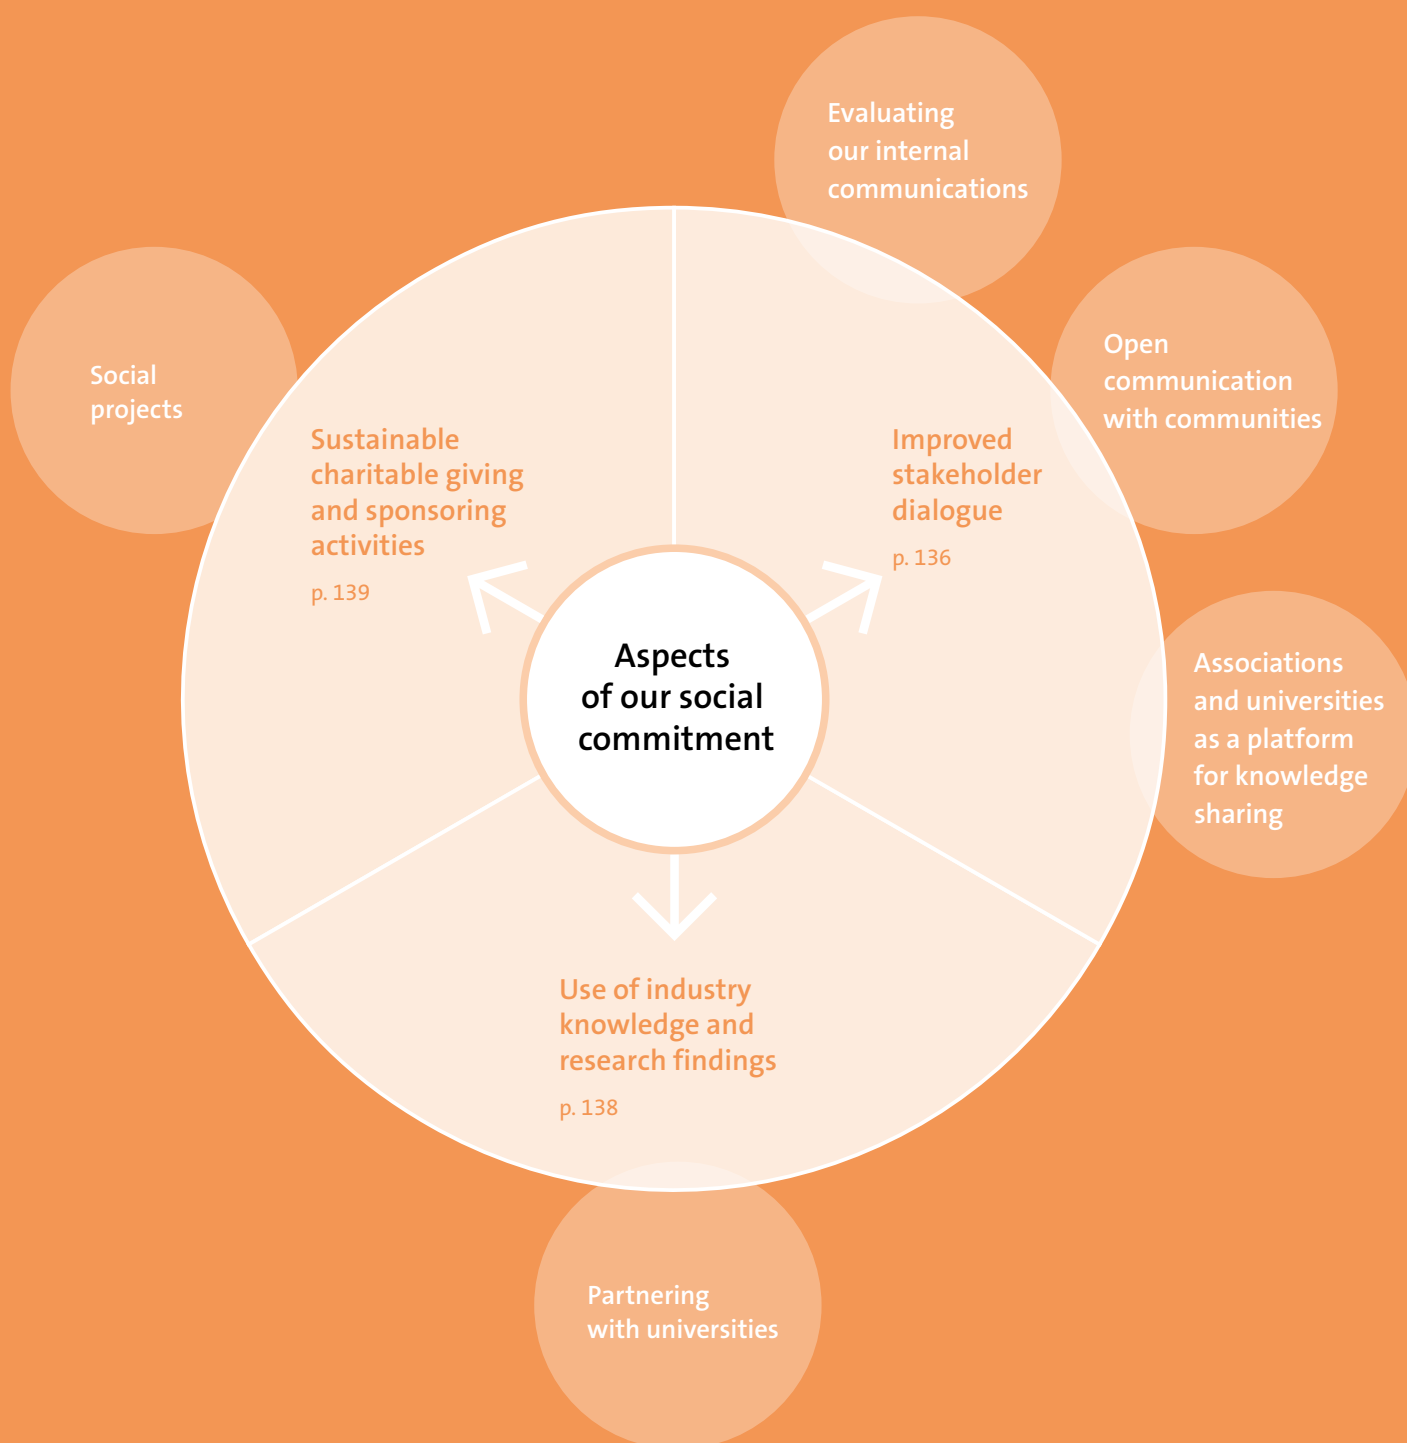 Evaluating
our internal
communications
Open
communication
with communities
Social
projects
Sustainable
charitable giving
and sponsoring
activities
p. 139
Improved
stakeholder
dialogue
p. 136
Aspects
of our social
commitment
Associations
and universities
as a platform
for knowledge
sharing
Use of industry
knowledge and
research findings
p. 138
Partnering
with universities